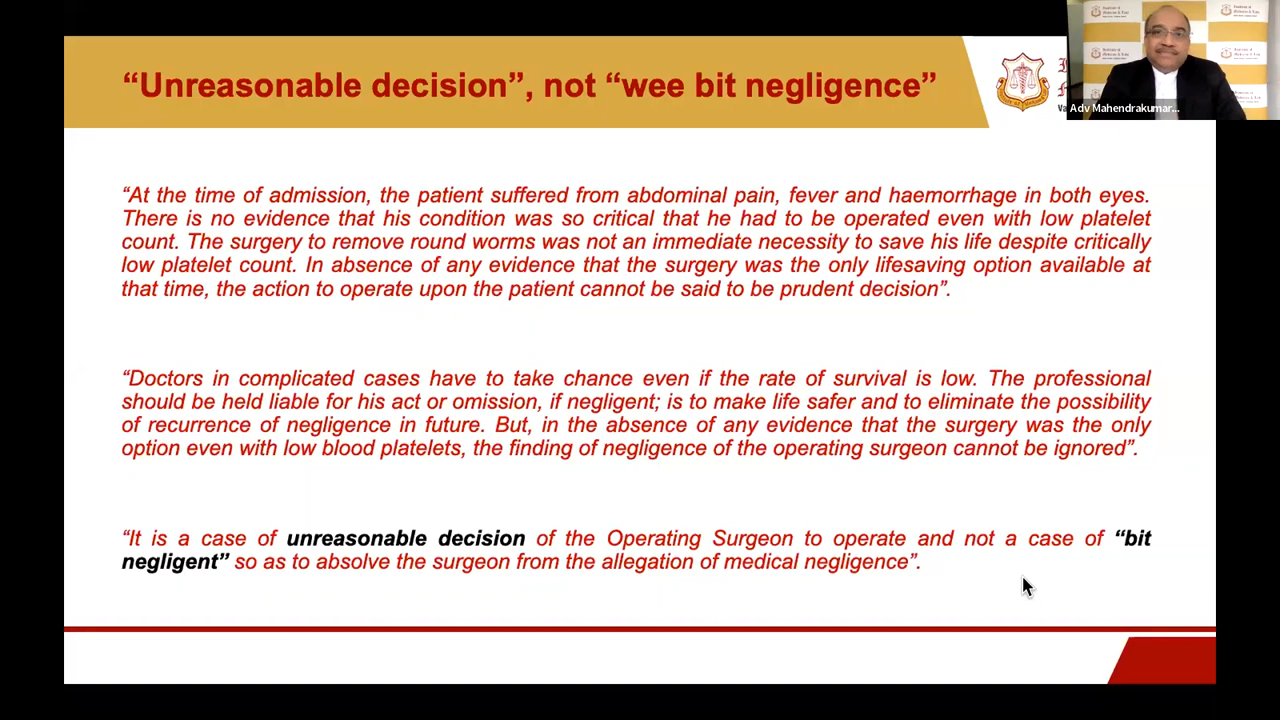 “Unreasonable decision”, not “wee bit negligence”
Adv Mahendrakumar...
“At the time of admission, the patient suffered from abdominal pain, fever and haemorrhage in both eyes.
There is no evidence that his condition was so critical that he had to be operated even with low platelet
count. The surgery to remove round worms was not an immediate necessity to save his life despite critically
low platelet count. In absence of any evidence that the surgery was the only lifesaving option available at
that time, the action to operate upon the patient cannot be said to be prudent decision”.
“Doctors in complicated cases have to take chance even if the rate of survival is low. The professional
should be held liable for his act or omission, if negligent; is to make life safer and to eliminate the possibility
of recurrence of negligence in future. But, in the absence of any evidence that the surgery was the only
option even with low blood platelets, the finding of negligence of the operating surgeon cannot be ignored”.
“It is a case of unreasonable decision of the Operating Surgeon to operate and not a case of “bit
negligent” so as to absolve the surgeon from the allegation of medical negligence”.